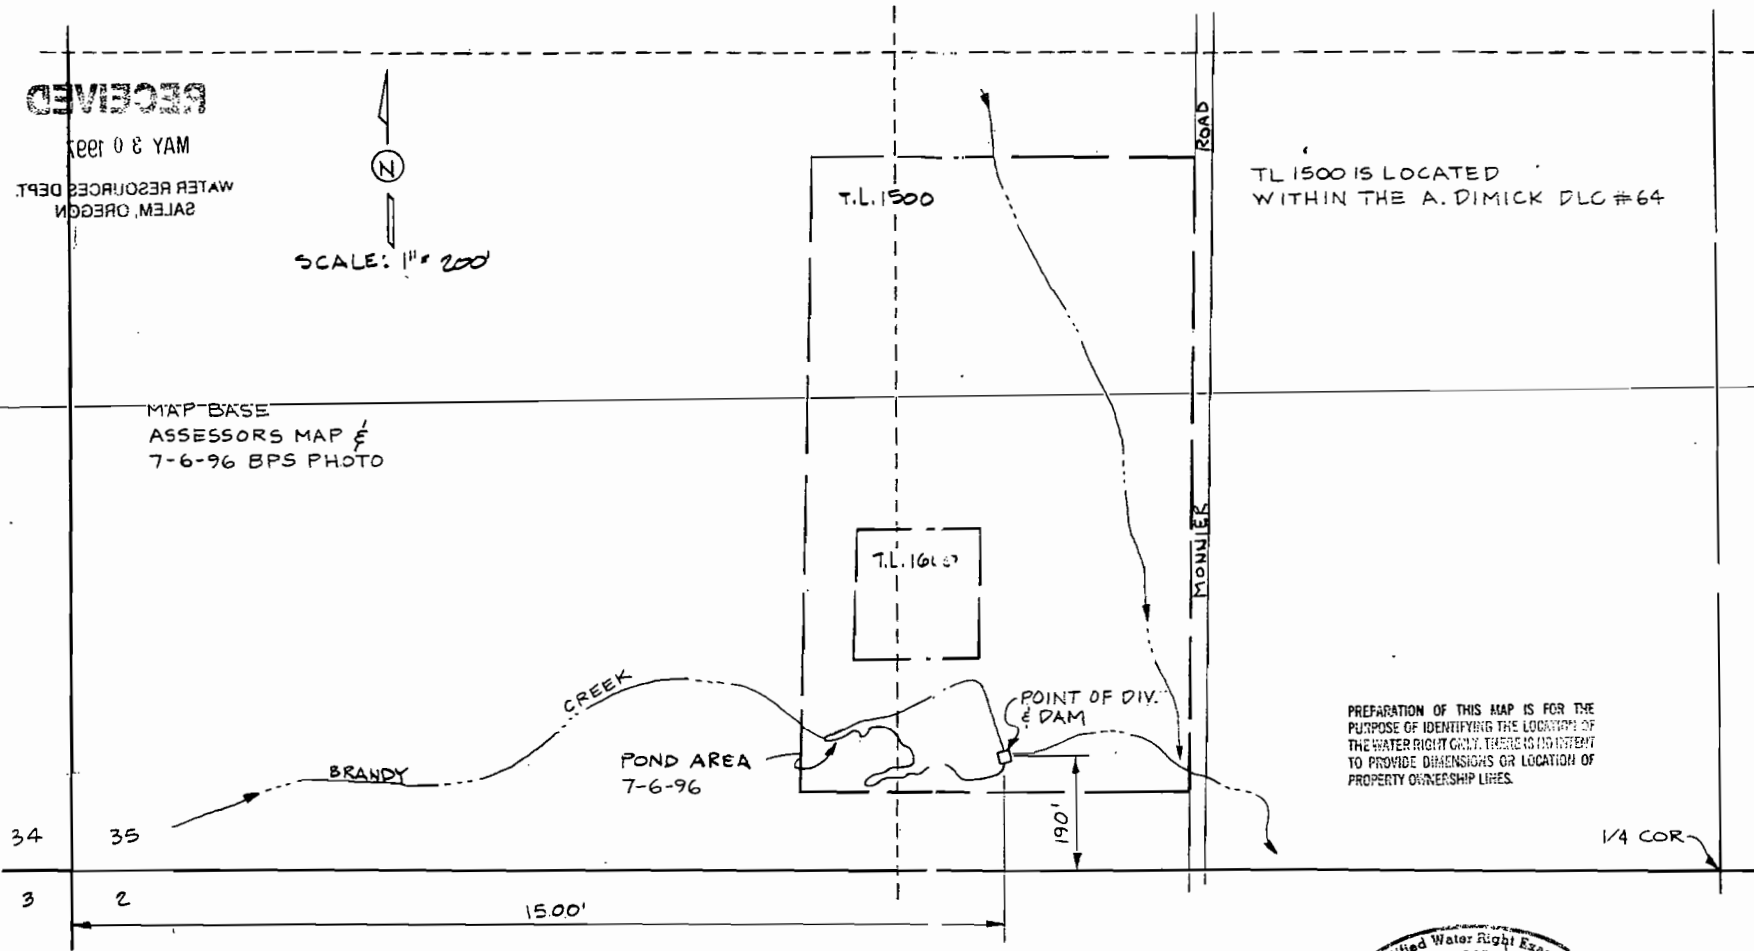 RECEIVED
MAY 30 1997
WATER RESOURCES DEPT.
SALEM, OREGON
N
SCALE: 1" = 200'
T.L. 1500
ROAD
TL 1500 IS LOCATED
WITHIN THE A. DIMICK DLC #64
MAP BASE
ASSESSORS MAP &
7-6-96 BPS PHOTO
MONNIER
T.L.
CREEK
BRANDY
POND AREA
7-6-96
POINT OF DIV.
& DAM
190'
PREPARATION OF THIS MAP IS FOR THE
PURPOSE OF IDENTIFYING THE LOCATION OF
THE WATER RIGHT ONLY. THERE IS NO INTENT
TO PROVIDE DIMENSIONS OR LOCATION OF
PROPERTY OWNERSHIP LINES.
34 35
1/4 COR
3 2
1500'
Water Right